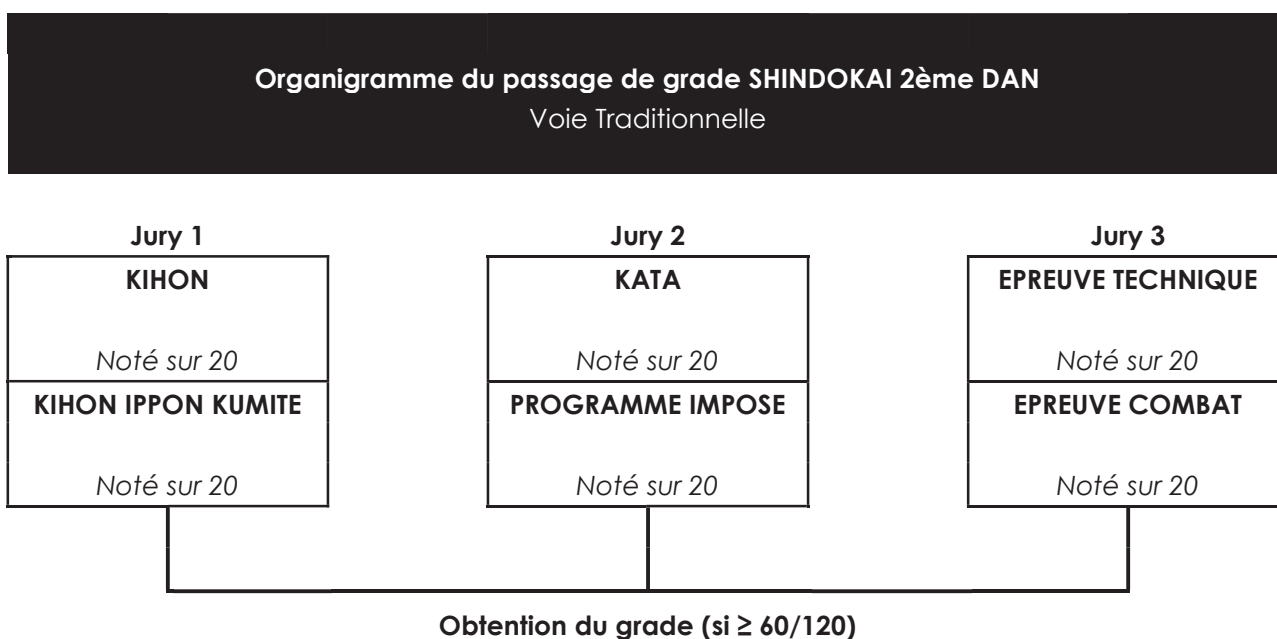 Organigramme du passage de grade SHINDOKAI 2ème DAN
Voie Traditionnelle
Jury 1
KIHON
Noté sur 20
KIHON IPPON KUMITE
Noté sur 20
Jury 2
KATA
Noté sur 20
PROGRAMME IMPOSE
Noté sur 20
Jury 3
EPREUVE TECHNIQUE
Noté sur 20
EPREUVE COMBAT
Noté sur 20
Obtention du grade (si ≥ 60/120)